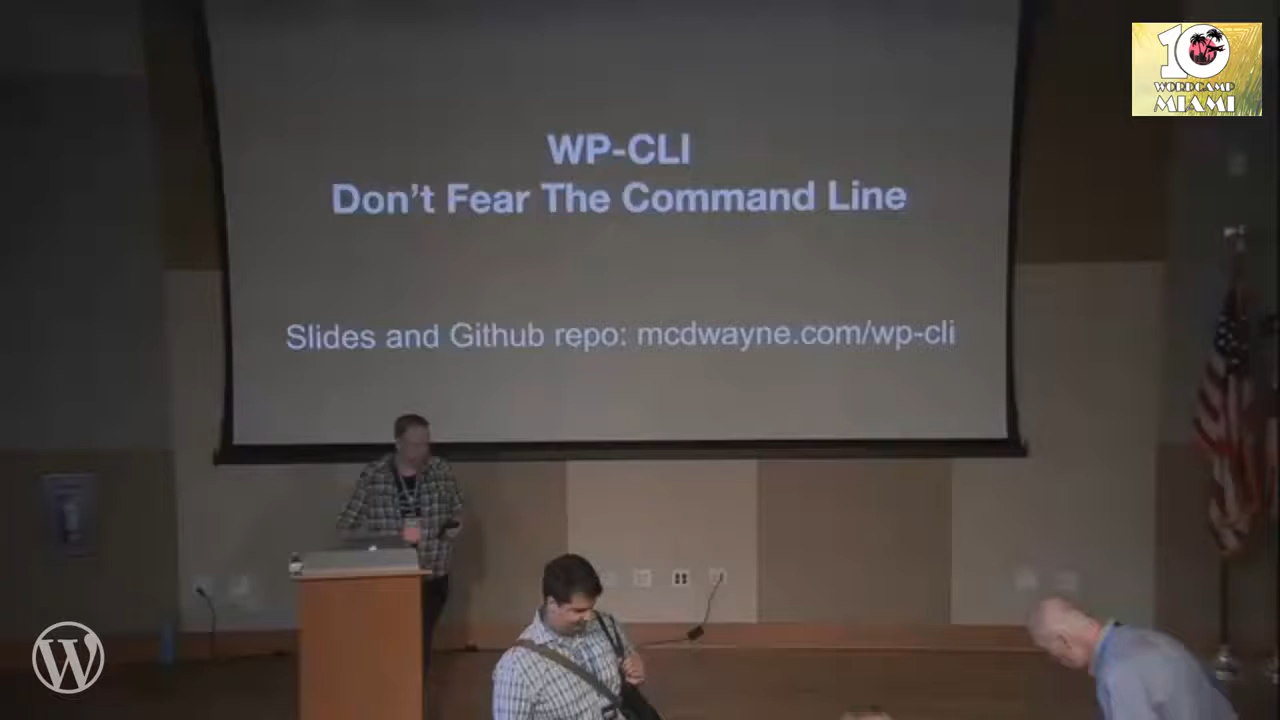 10
WORDCAMP
MIAMI
WP-CLI
Don't Fear The Command Line
Slides and Github repo: mcdwayne.com/wp-cli
W